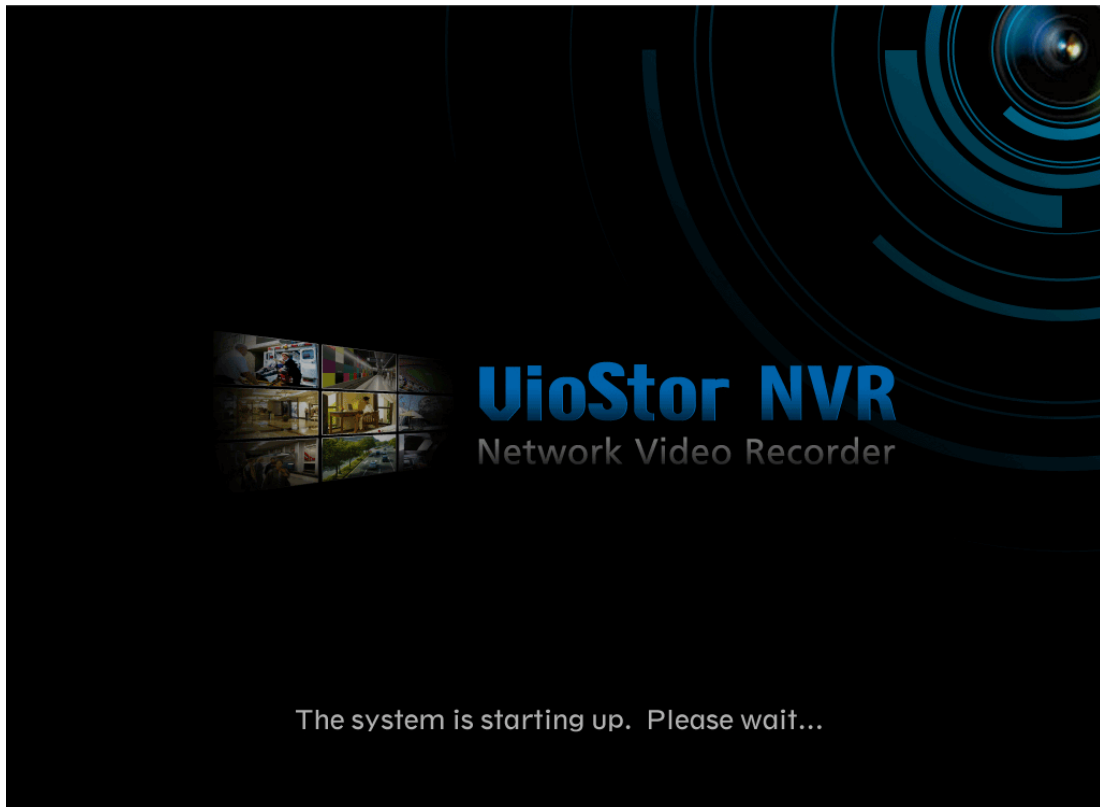 VioStor NVR
Network Video Recorder
The system is starting up.  Please wait...